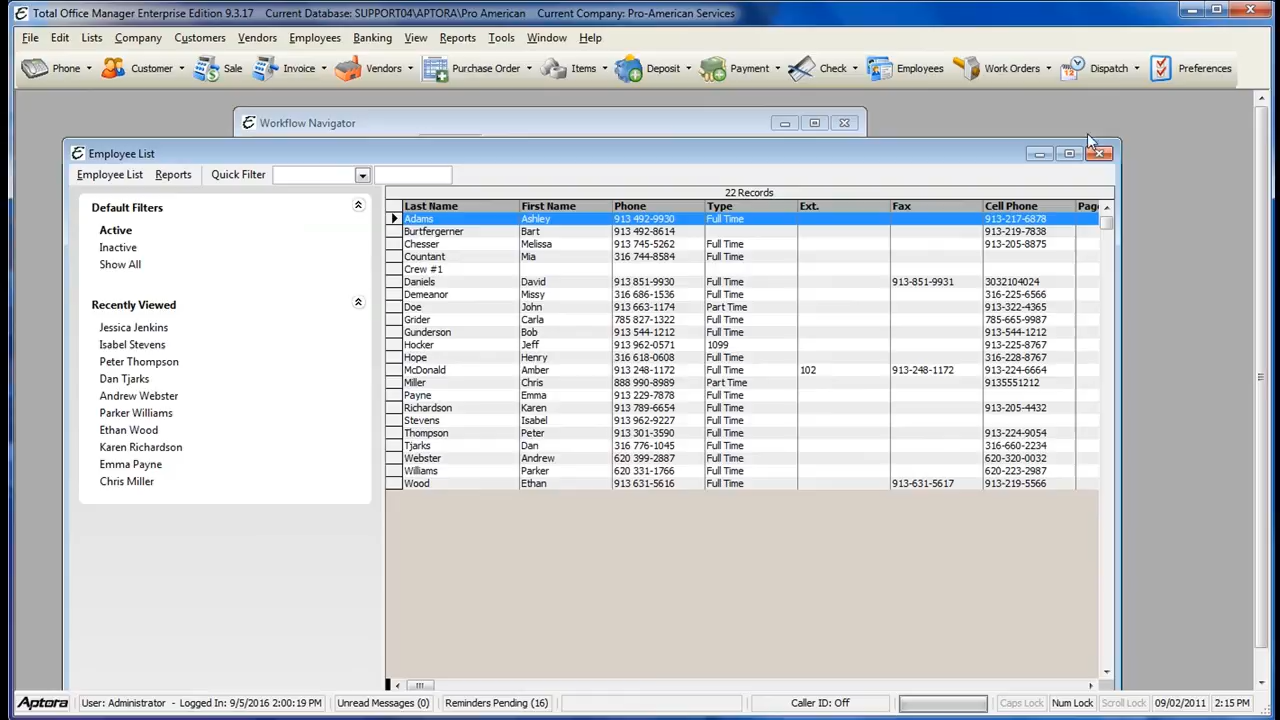 Total Office Manager Enterprise Edition 9.3.17 Current Database: SUPPORT04\APTORA\Pro American Current Company: Pro-American Services
File Edit Lists Company Customers Vendors Employees Banking View Reports Tools Window Help
Phone Customer Sale Invoice Vendors Purchase Order Items Deposit Payment Check Employees Work Orders Dispatch Preferences
Workflow Navigator
Employee List
Employee List Reports Quick Filter
22 Records
Default Filters
Active
Inactive
Show All
Recently Viewed
Jessica Jenkins
Isabel Stevens
Peter Thompson
Dan Tjarks
Andrew Webster
Parker Williams
Ethan Wood
Karen Richardson
Emma Payne
Chris Miller
Last Name First Name Phone Type Ext. Fax Cell Phone Page
Adams Ashley 913 492-9930 Full Time 913-217-6878
Burtfergerner Bart 913 492-8614 913-219-7838
Chesser Melissa 913 745-5262 Full Time 913-205-8875
Countant Mia 316 744-8584 Full Time
Crew #1
Daniels David 913 851-9930 Full Time 913-851-9931 3032104024
Demeanor Missy 316 686-1536 Full Time 316-225-6566
Doe John 913 663-1174 Part Time 913-322-4365
Grider Carla 785 827-1322 Full Time 785-665-9987
Gunderson Bob 913 544-1212 Full Time 913-544-1212
Hocker Jeff 913 962-0571 1099 913-225-8767
Hope Henry 316 618-0608 Full Time 316-228-8767
McDonald Amber 913 248-1172 Full Time 102 913-248-1172 913-224-6664
Miller Chris 888 990-8989 Part Time 9135551212
Payne Emma 913 229-7878 Full Time
Richardson Karen 913 789-6654 Full Time 913-205-4432
Stevens Isabel 913 962-9227 Full Time
Thompson Peter 913 301-3590 Full Time 913-224-9054
Tjarks Dan 316 776-1045 Full Time 316-660-2234
Webster Andrew 620 399-2887 Full Time 620-320-0032
Williams Parker 620 331-1766 Full Time 620-223-2987
Wood Ethan 913 631-5616 Full Time 913-631-5617 913-219-5566
Aptora User: Administrator - Logged In: 9/5/2016 2:00:19 PM Unread Messages (0) Reminders Pending (16) Caller ID: Off Caps Lock Num Lock Scroll Lock 09/02/2011 2:15 PM